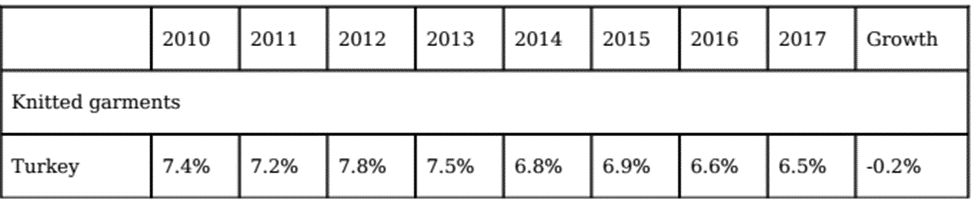 2010 2011 2012 2013 2014 2015 2016 2017 Growth
Knitted garments
Turkey 7.4% 7.2% 7.8% 7.5% 6.8% 6.9% 6.6% 6.5% -0.2%